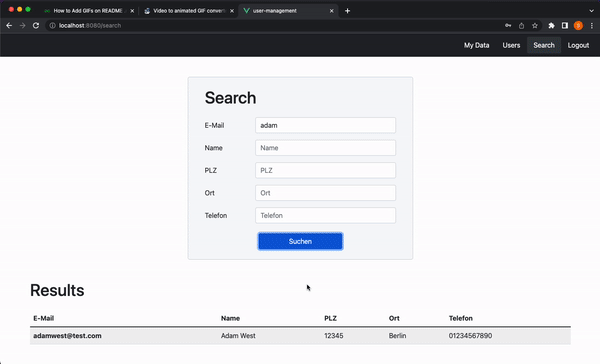 How to Add GIFs on README
Video to animated GIF conver
user-management
localhost:8080/search
My Data Users Search Logout
Search
E-Mail adam
Name Name
PLZ PLZ
Ort Ort
Telefon Telefon
Suchen
Results
E-Mail Name PLZ Ort Telefon
adamwest@test.com Adam West 12345 Berlin 01234567890